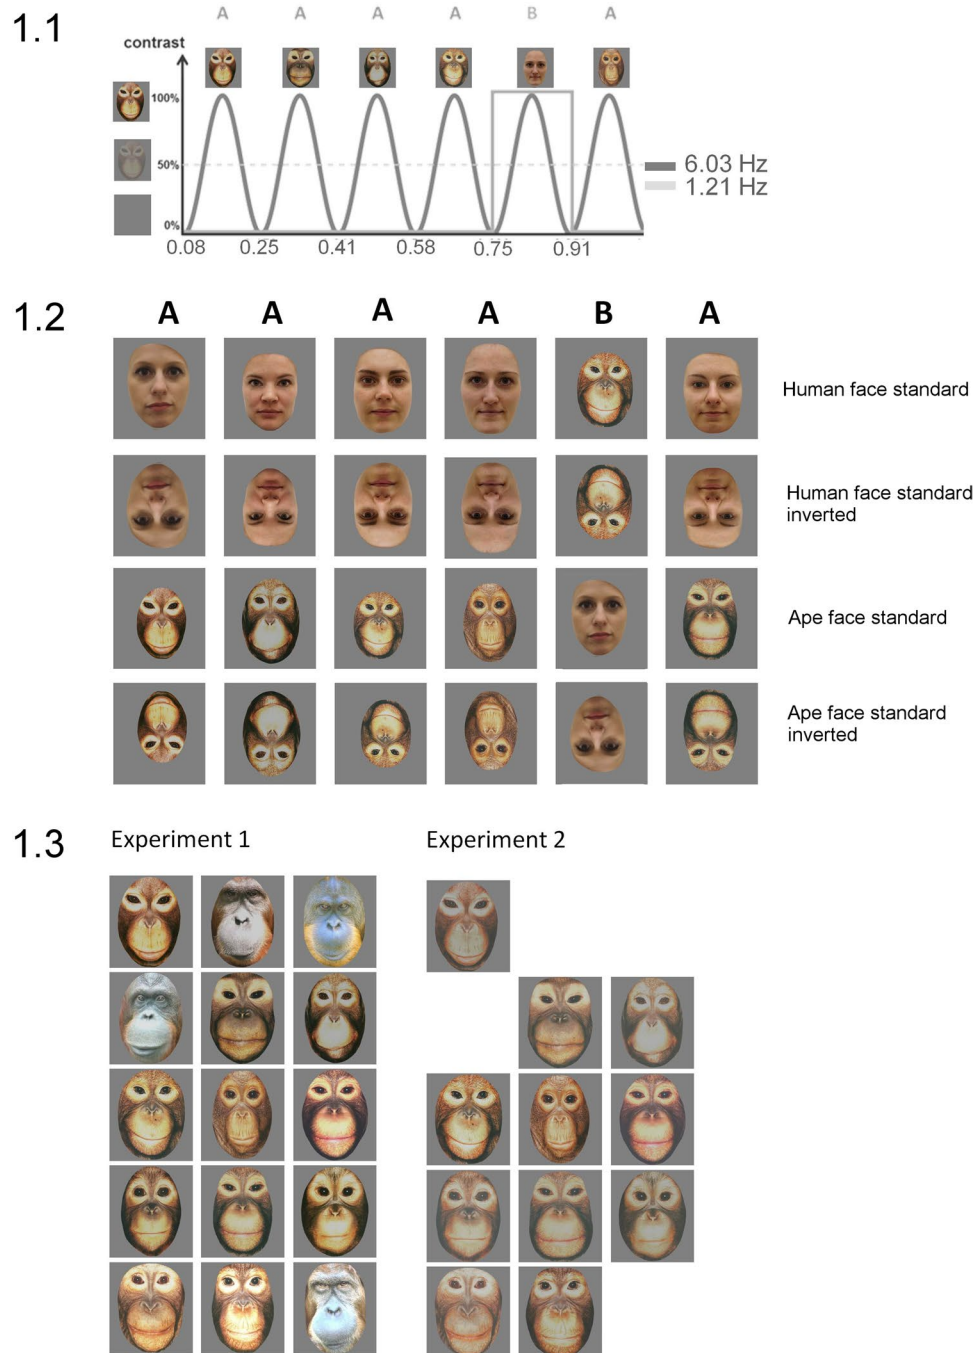 1.1
A A A A B A
contrast
100%
50%
0%
6.03 Hz
1.21 Hz
0.08 0.25 0.41 0.58 0.75 0.91
1.2
A A A A B A
Human face standard
Human face standard
inverted
Ape face standard
Ape face standard
inverted
1.3
Experiment 1 Experiment 2